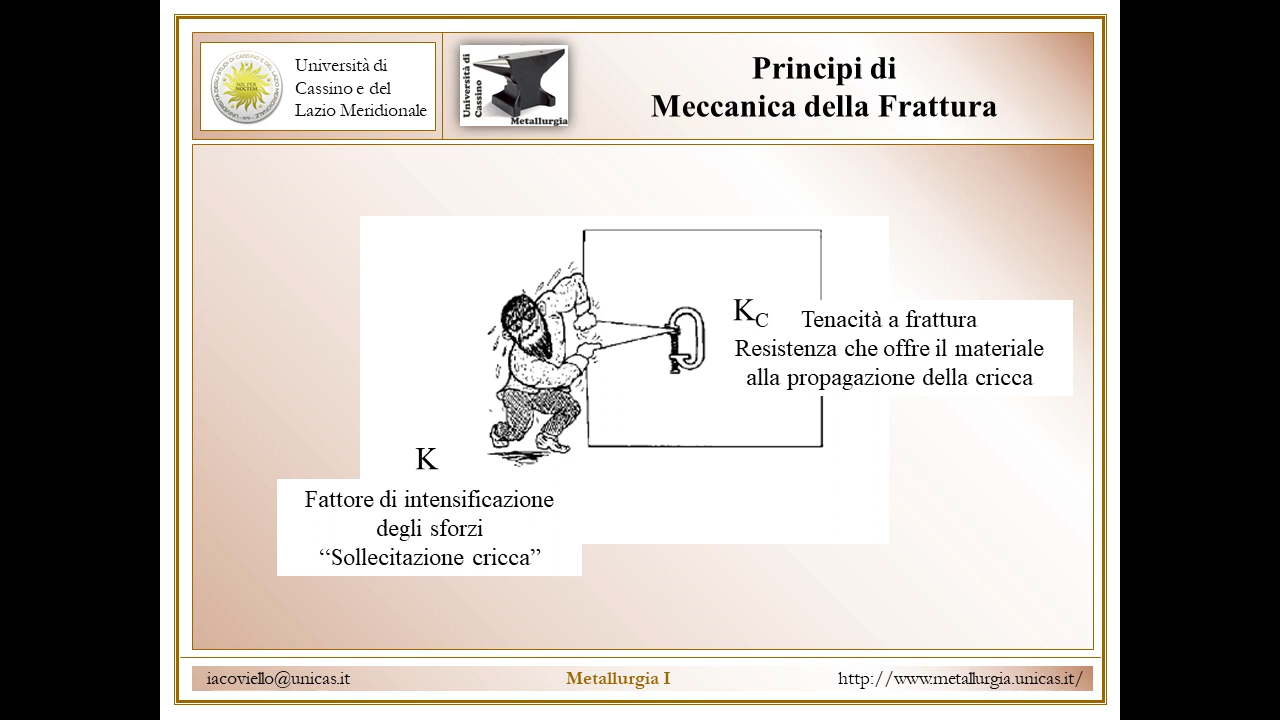 Università di
Cassino e del
Lazio Meridionale
Università di
Cassino
Metallurgia
Principi di
Meccanica della Frattura
K_C Tenacità a frattura
Resistenza che offre il materiale
alla propagazione della cricca
K
Fattore di intensificazione
degli sforzi
“Sollecitazione cricca”
iacoviello@unicas.it
Metallurgia I
http://www.metallurgia.unicas.it/